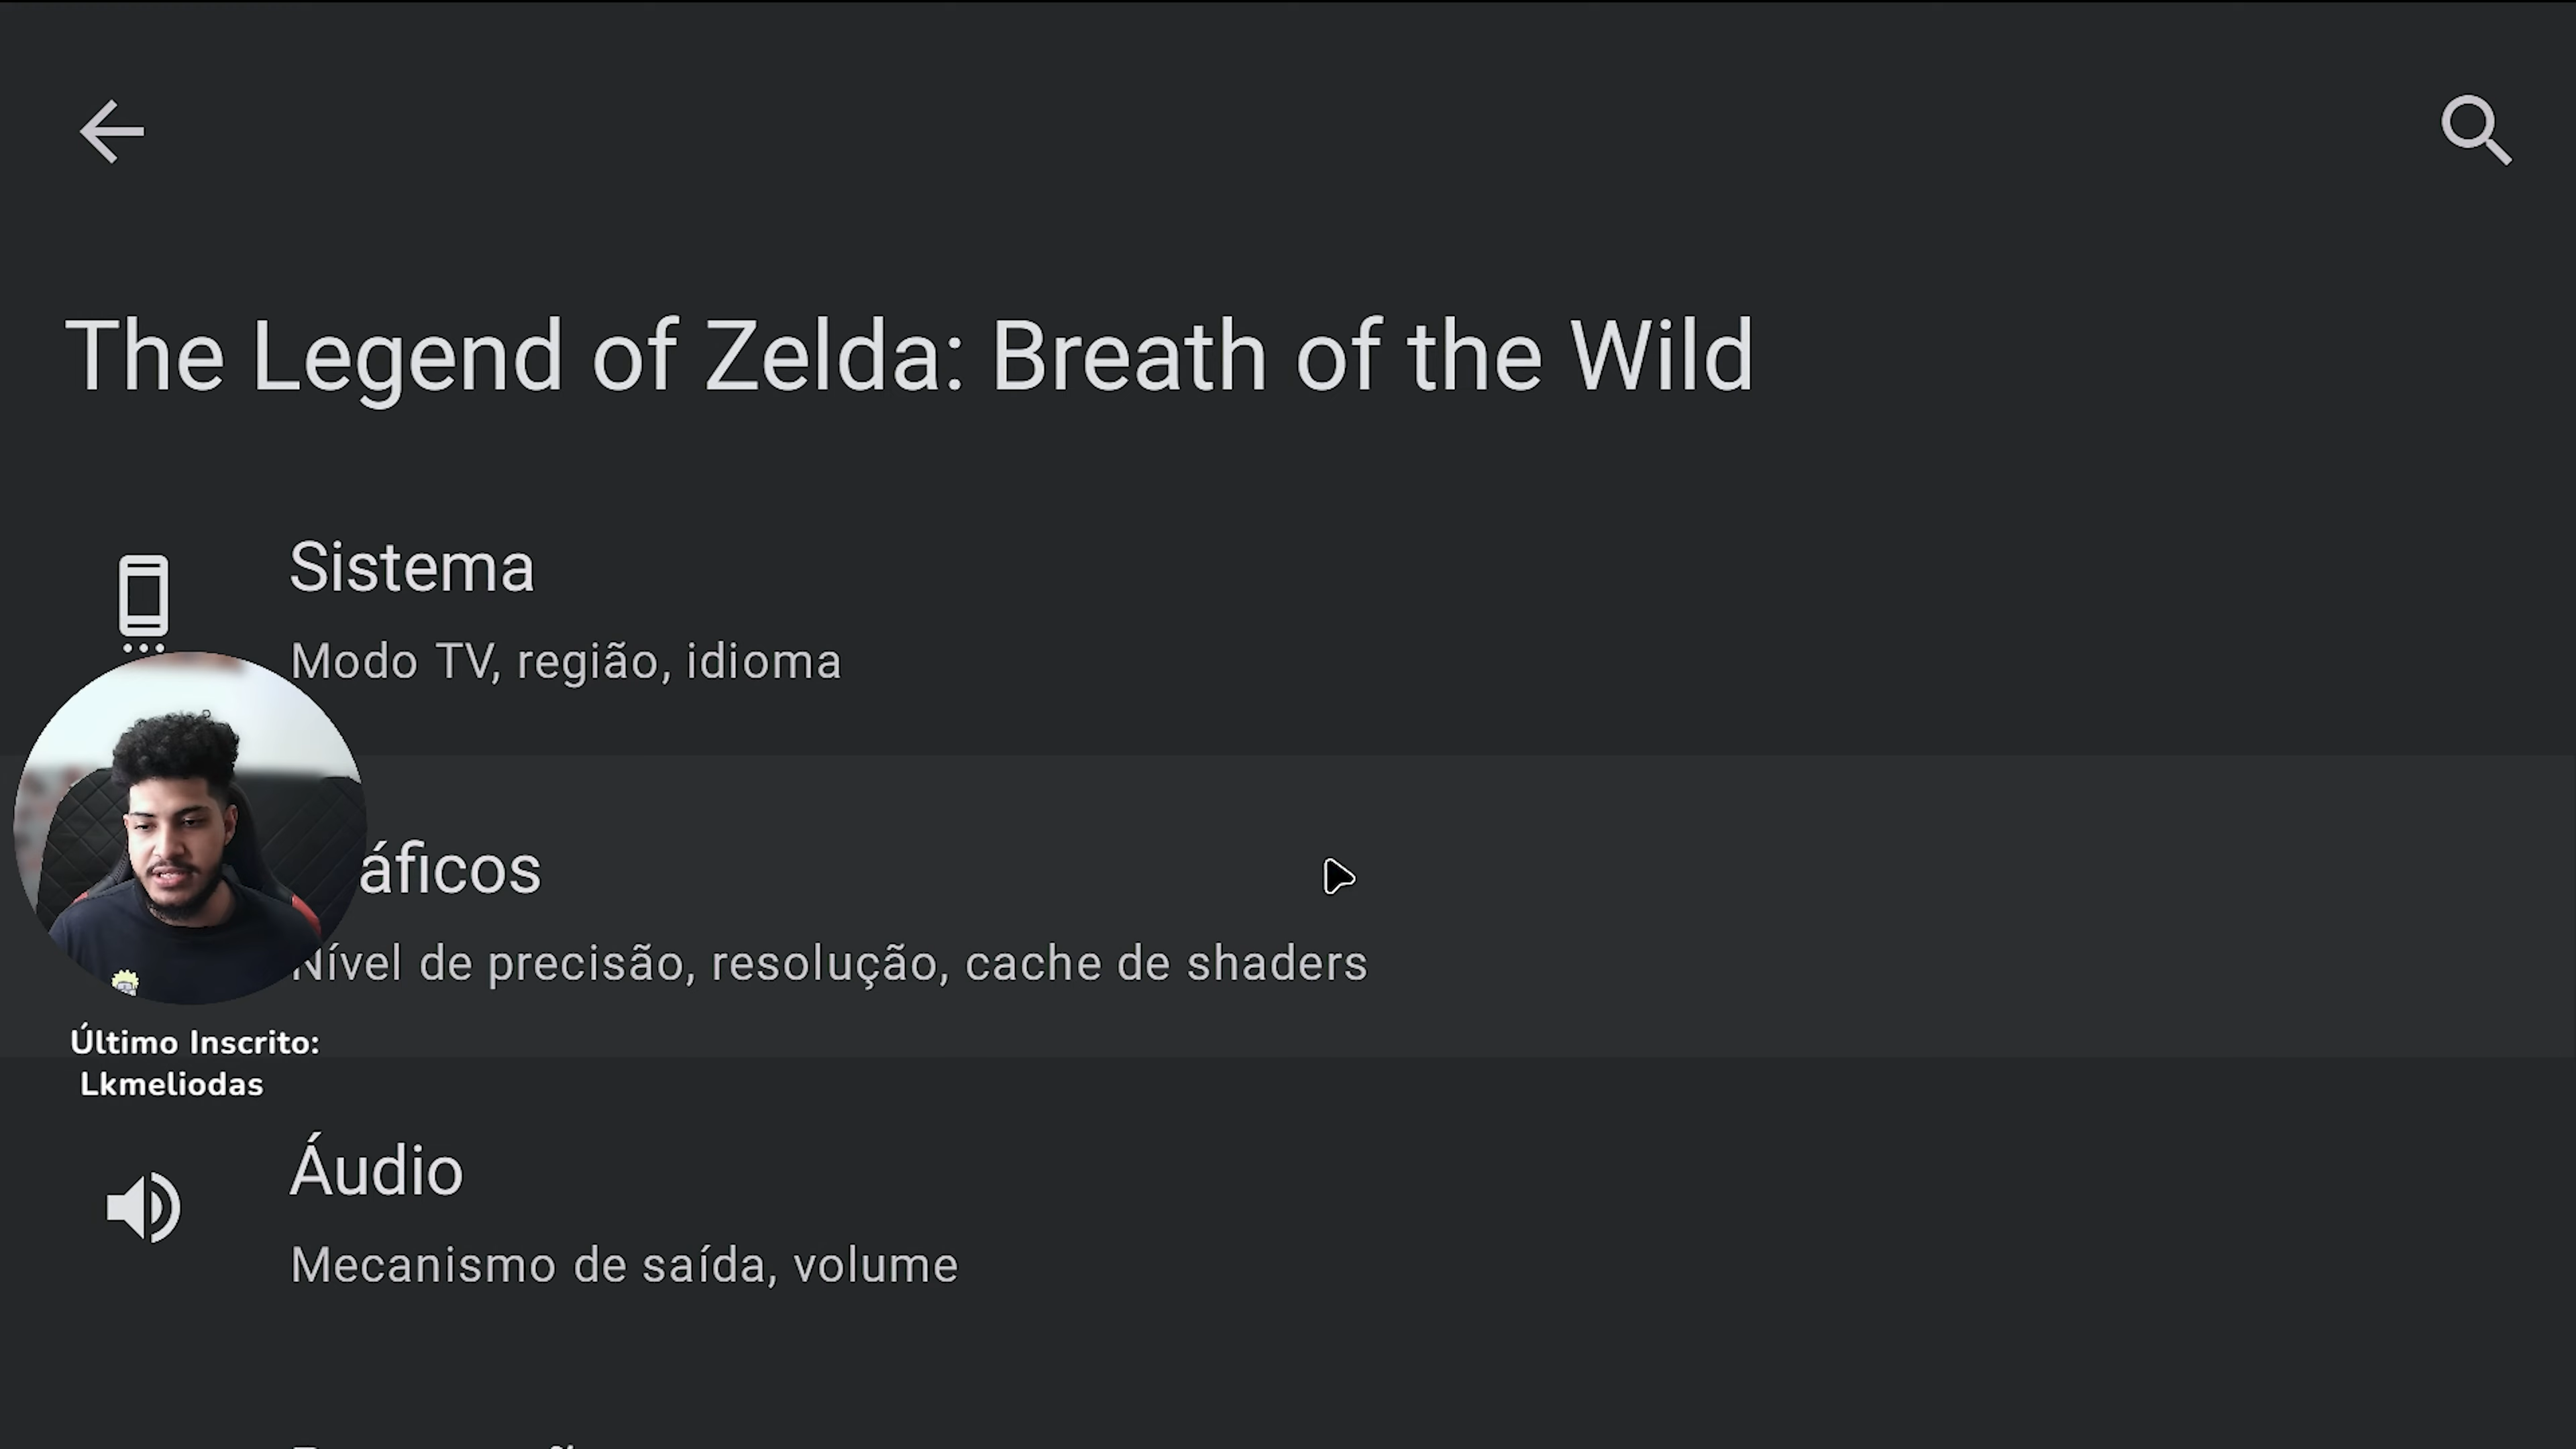 The Legend of Zelda: Breath of the Wild
Sistema
Modo TV, região, idioma
áficos
Nível de precisão, resolução, cache de shaders
Último Inscrito:
Lkmeliodas
Áudio
Mecanismo de saída, volume